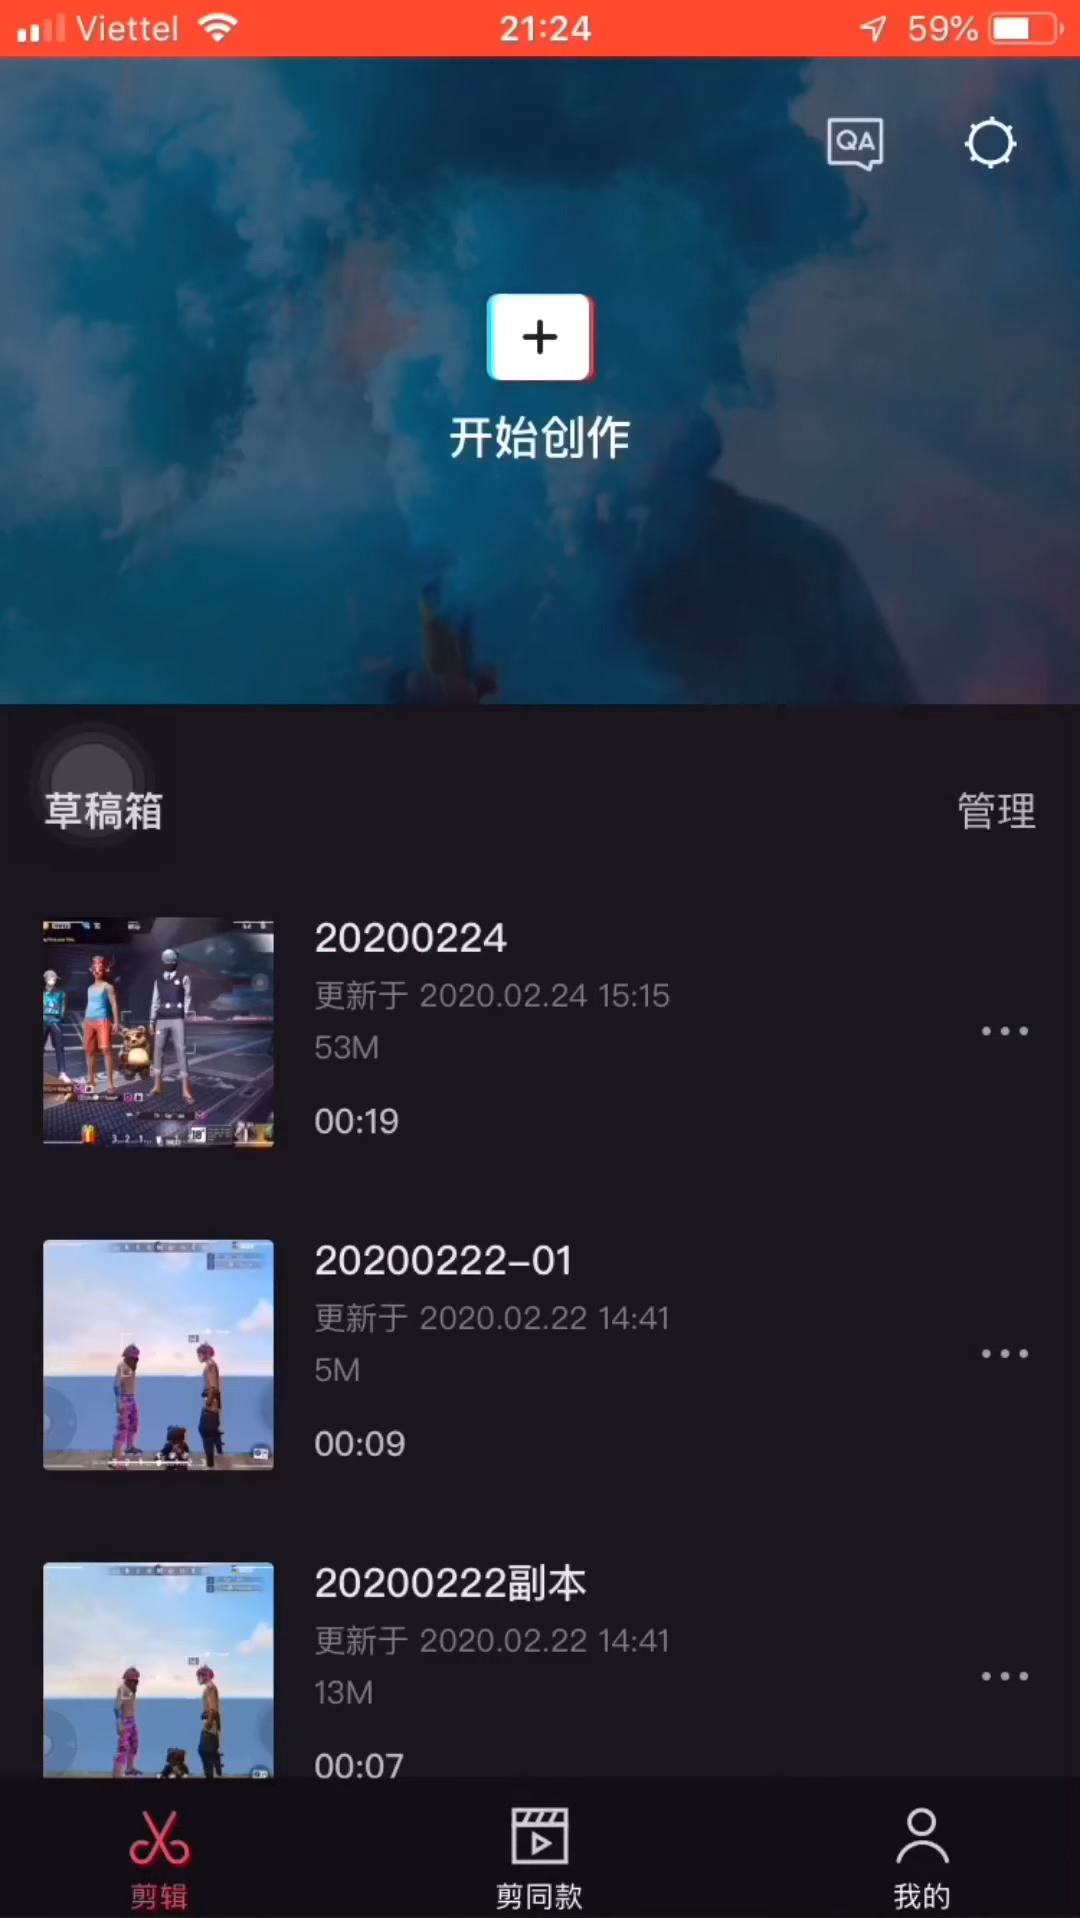 Viettel
21:24
59%
QA
开始创作
草稿箱
管理
20200224
更新于 2020.02.24 15:15
53M
00:19
20200222-01
更新于 2020.02.22 14:41
5M
00:09
20200222副本
更新于 2020.02.22 14:41
13M
00:07
剪辑
剪同款
我的